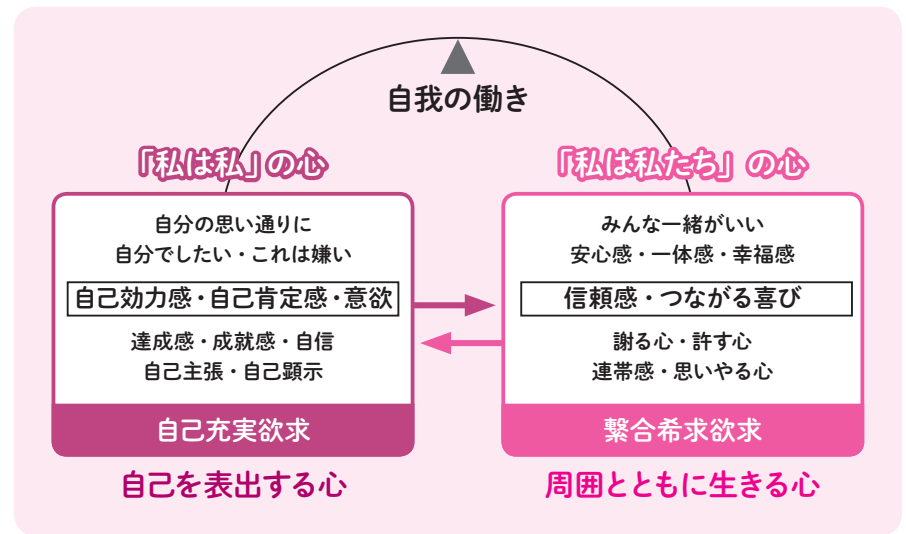 自我の働き
「私は私」の心
自分の思い通りに
自分でしたい・これは嫌い
自己効力感・自己肯定感・意欲
達成感・成就感・自信
自己主張・自己顕示
自己充実欲求
自己を表出する心
「私は私たち」の心
みんな一緒がいい
安心感・一体感・幸福感
信頼感・つながる喜び
謝る心・許す心
連帯感・思いやる心
繋合希求欲求
周囲とともに生きる心